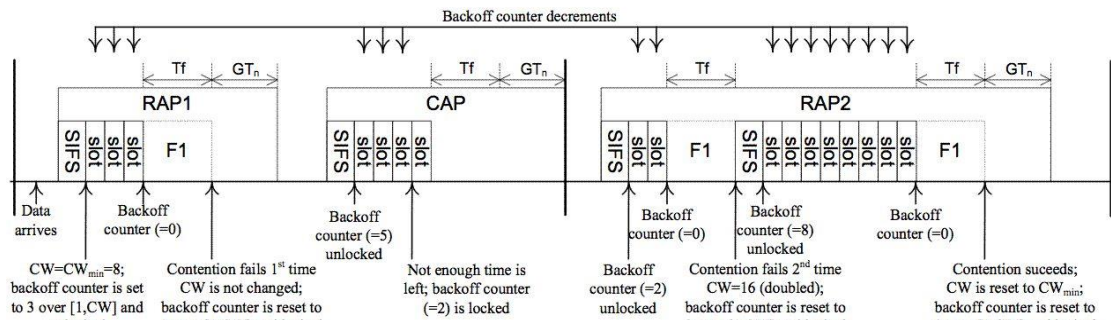 Backoff counter decrements
Tf
GTn
Tf
GTn
Tf
Tf
GTn
RAP1
CAP
RAP2
SIFS
slot
slot
slot
F1
SIFS
slot
slot
slot
slot
SIFS
slot
slot
F1
SIFS
slot
slot
slot
slot
slot
slot
slot
slot
F1
Data
arrives
Backoff
counter (=0)
Backoff
counter (=5)
unlocked
Backoff
counter (=0)
Backoff
counter (=8)
unlocked
Backoff
counter (=0)
CW=CWmin=8;
backoff counter is set
to 3 over [1,CW] and
Contention fails 1st time
CW is not changed;
backoff counter is reset to
Not enough time is
left; backoff counter
(=2) is locked
Backoff
counter (=2)
unlocked
Contention fails 2nd time
CW=16 (doubled);
backoff counter is reset to
Contention suceeds;
CW is reset to CWmin;
backoff counter is reset to